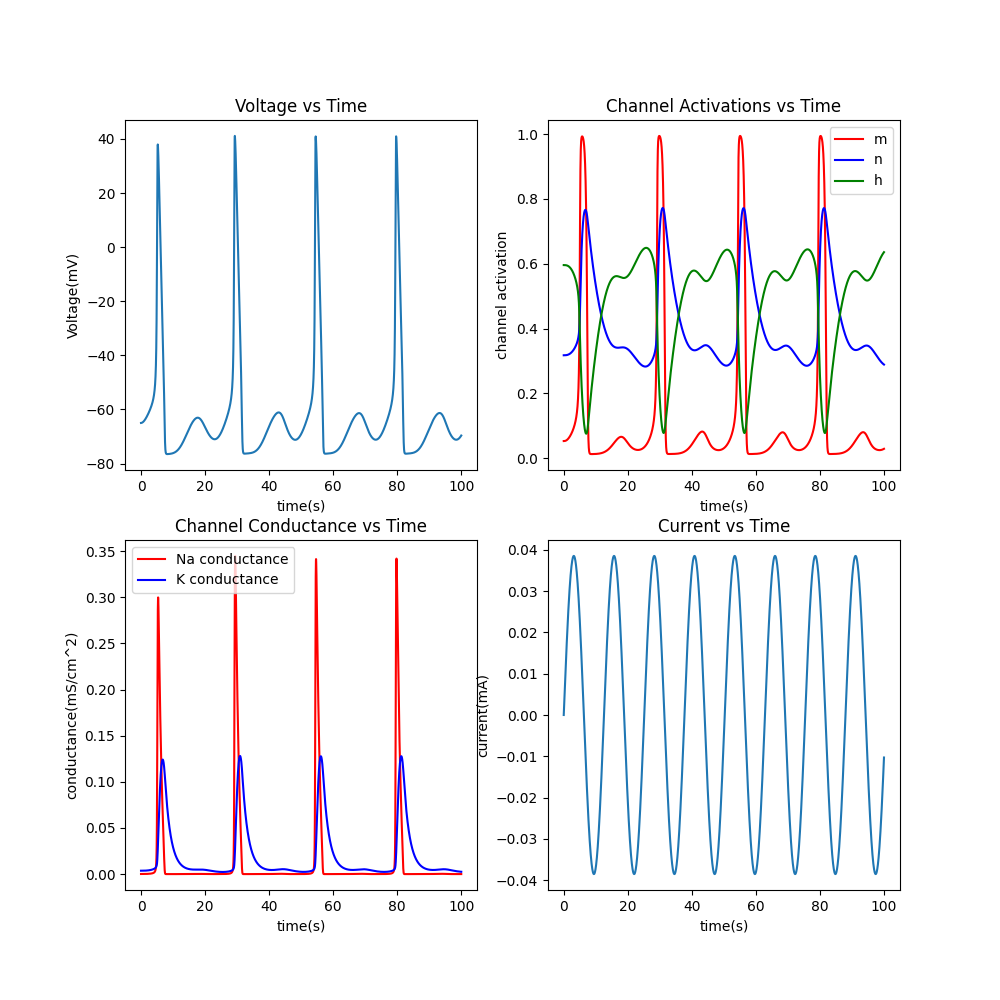 Voltage vs Time
Voltage(mV)
40
20
0
−20
−40
−60
−80
0 20 40 60 80 100
time(s)
Channel Activations vs Time
channel activation
1.0
0.8
0.6
0.4
0.2
0.0
m
n
h
0 20 40 60 80 100
time(s)
Channel Conductance vs Time
conductance(mS/cm^2)
0.35
0.30
0.25
0.20
0.15
0.10
0.05
0.00
Na conductance
K conductance
0 20 40 60 80 100
time(s)
Current vs Time
current(mA)
0.04
0.03
0.02
0.01
0.00
−0.01
−0.02
−0.03
−0.04
0 20 40 60 80 100
time(s)